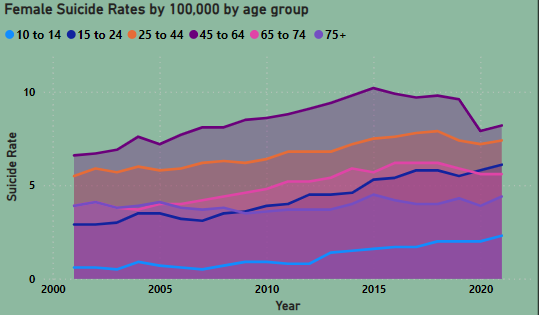 Female Suicide Rates by 100,000 by age group
10 to 14 15 to 24 25 to 44 45 to 64 65 to 74 75+
10
Suicide Rate
5
0
2000 2005 2010 2015 2020
Year